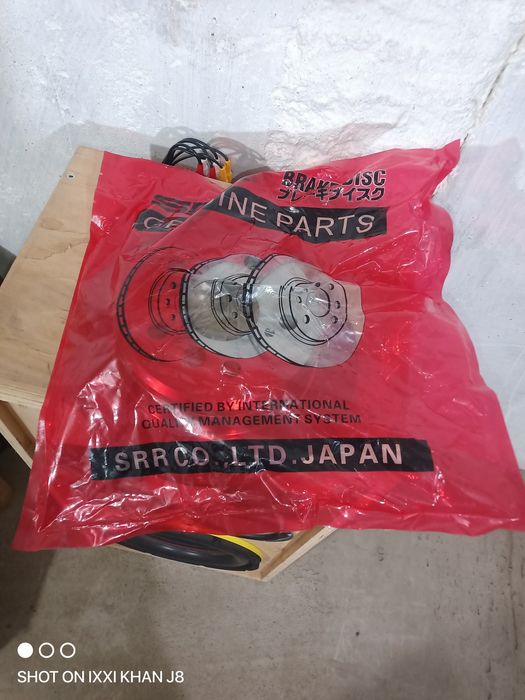 BRAKE DISC
ブレーキディスク
GENUINE PARTS
CERTIFIED BY INTERNATIONAL
QUALITY MANAGEMENT SYSTEM
SRR CO.,LTD.JAPAN
SHOT ON IXXI KHAN J8